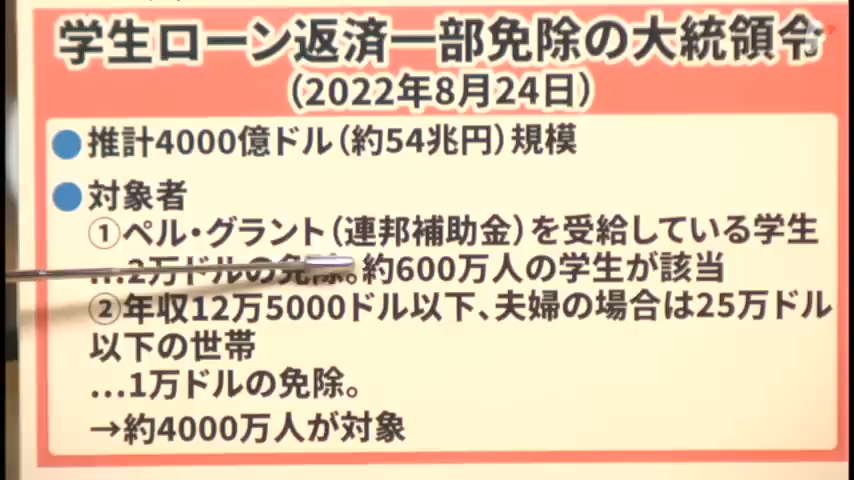 学生ローン返済一部免除の大統領令
(2022年8月24日)
●推計4000億ドル(約54兆円)規模
●対象者
①ペル・グラント(連邦補助金)を受給している学生
…2万ドルの免除。約600万人の学生が該当
②年収12万5000ドル以下、夫婦の場合は25万ドル
以下の世帯
…1万ドルの免除。
→約4000万人が対象